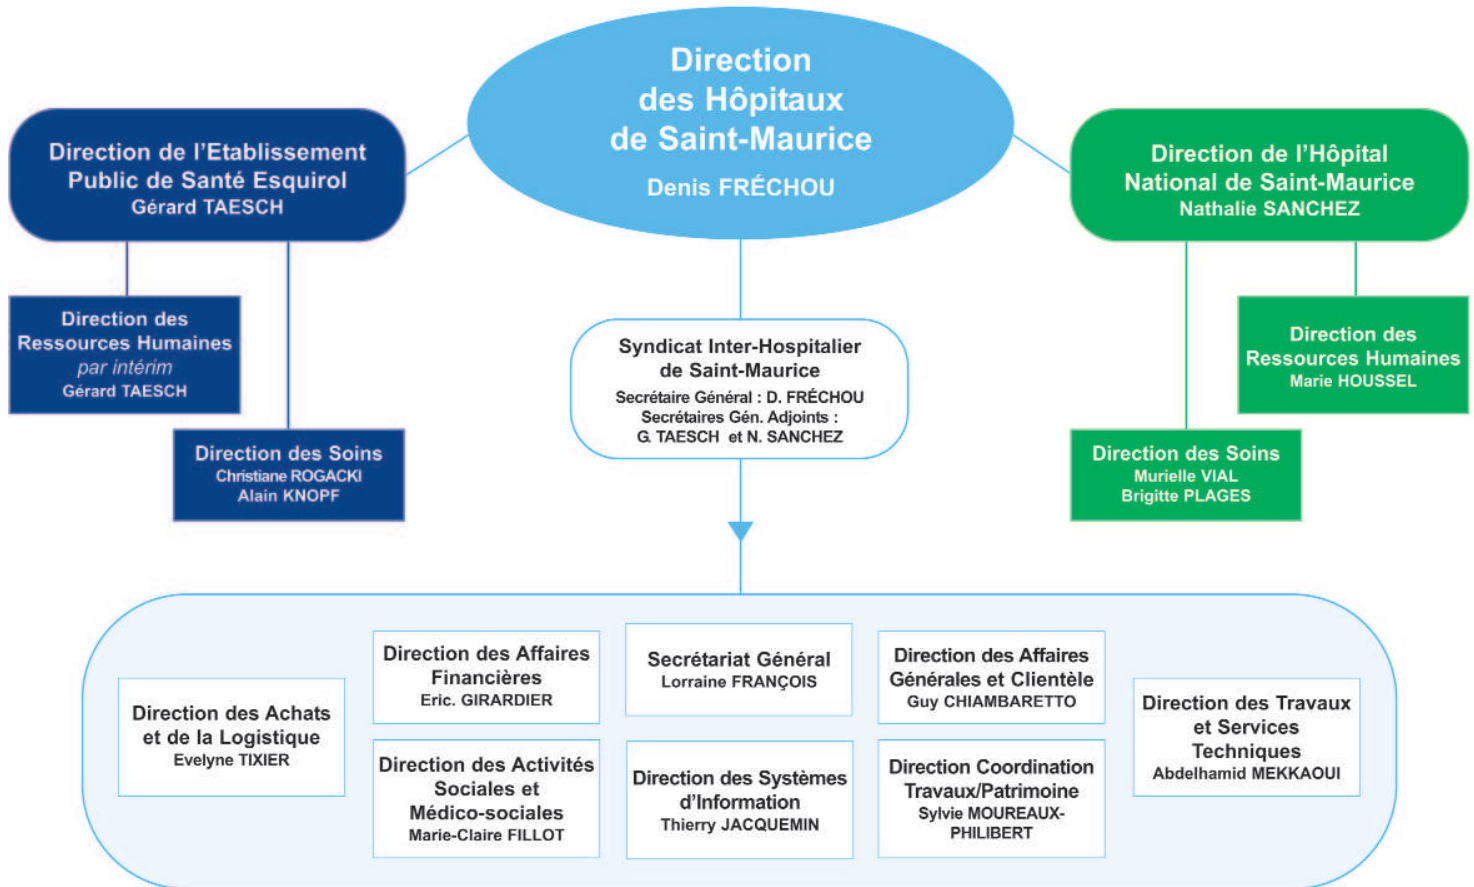 Direction
des Hôpitaux
de Saint-Maurice
Denis FRÉCHOU
Direction de l'Etablissement
Public de Santé Esquirol
Gérard TAESCH
Direction de l'Hôpital
National de Saint-Maurice
Nathalie SANCHEZ
Direction des
Ressources Humaines
par intérim
Gérard TAESCH
Direction des Soins
Christiane ROGACKI
Alain KNOPF
Syndicat Inter-Hospitalier
de Saint-Maurice
Secrétaire Général : D. FRÉCHOU
Secrétaires Gén. Adjoints :
G. TAESCH et N. SANCHEZ
Direction des
Ressources Humaines
Marie HOUSSEL
Direction des Soins
Murielle VIAL
Brigitte PLAGES
Direction des Achats
et de la Logistique
Evelyne TIXIER
Direction des Affaires
Financières
Eric. GIRARDIER
Secrétariat Général
Lorraine FRANÇOIS
Direction des Affaires
Générales et Clientèle
Guy CHIAMBARETTO
Direction des Travaux
et Services
Techniques
Abdelhamid MEKKAOUI
Direction des Activités
Sociales et
Médico-sociales
Marie-Claire FILLOT
Direction des Systèmes
d'Information
Thierry JACQUEMIN
Direction Coordination
Travaux/Patrimoine
Sylvie MOUREAUX-
PHILIBERT